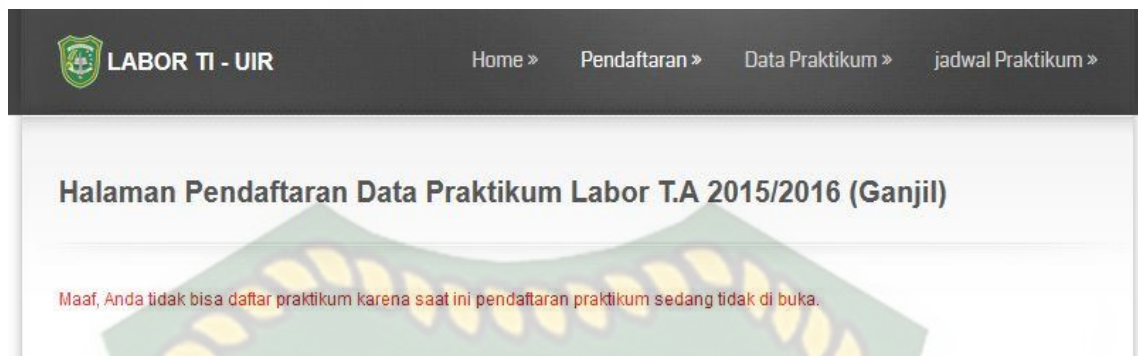 LABOR TI - UIR
Home » Pendaftaran » Data Praktikum » jadwal Praktikum »
Halaman Pendaftaran Data Praktikum Labor T.A 2015/2016 (Ganjil)
Maaf, Anda tidak bisa daftar praktikum karena saat ini pendaftaran praktikum sedang tidak di buka.